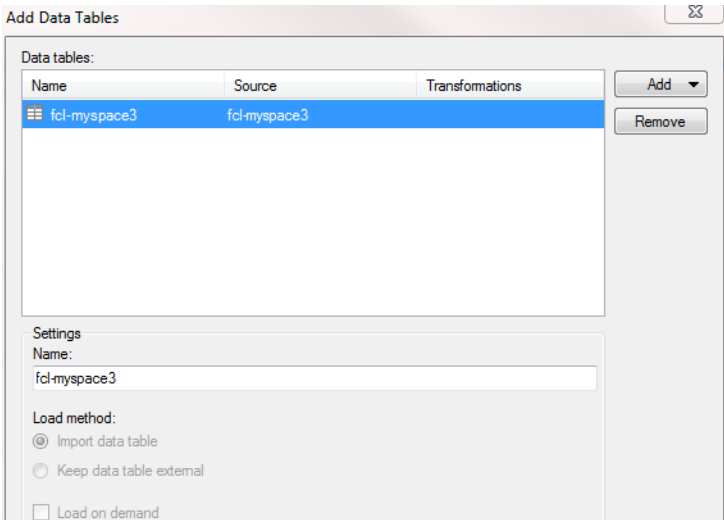 Add Data Tables
Data tables:
Name Source Transformations Add
fcl-myspace3 fcl-myspace3
Remove
Settings
Name:
fcl-myspace3
Load method:
Import data table
Keep data table external
Load on demand